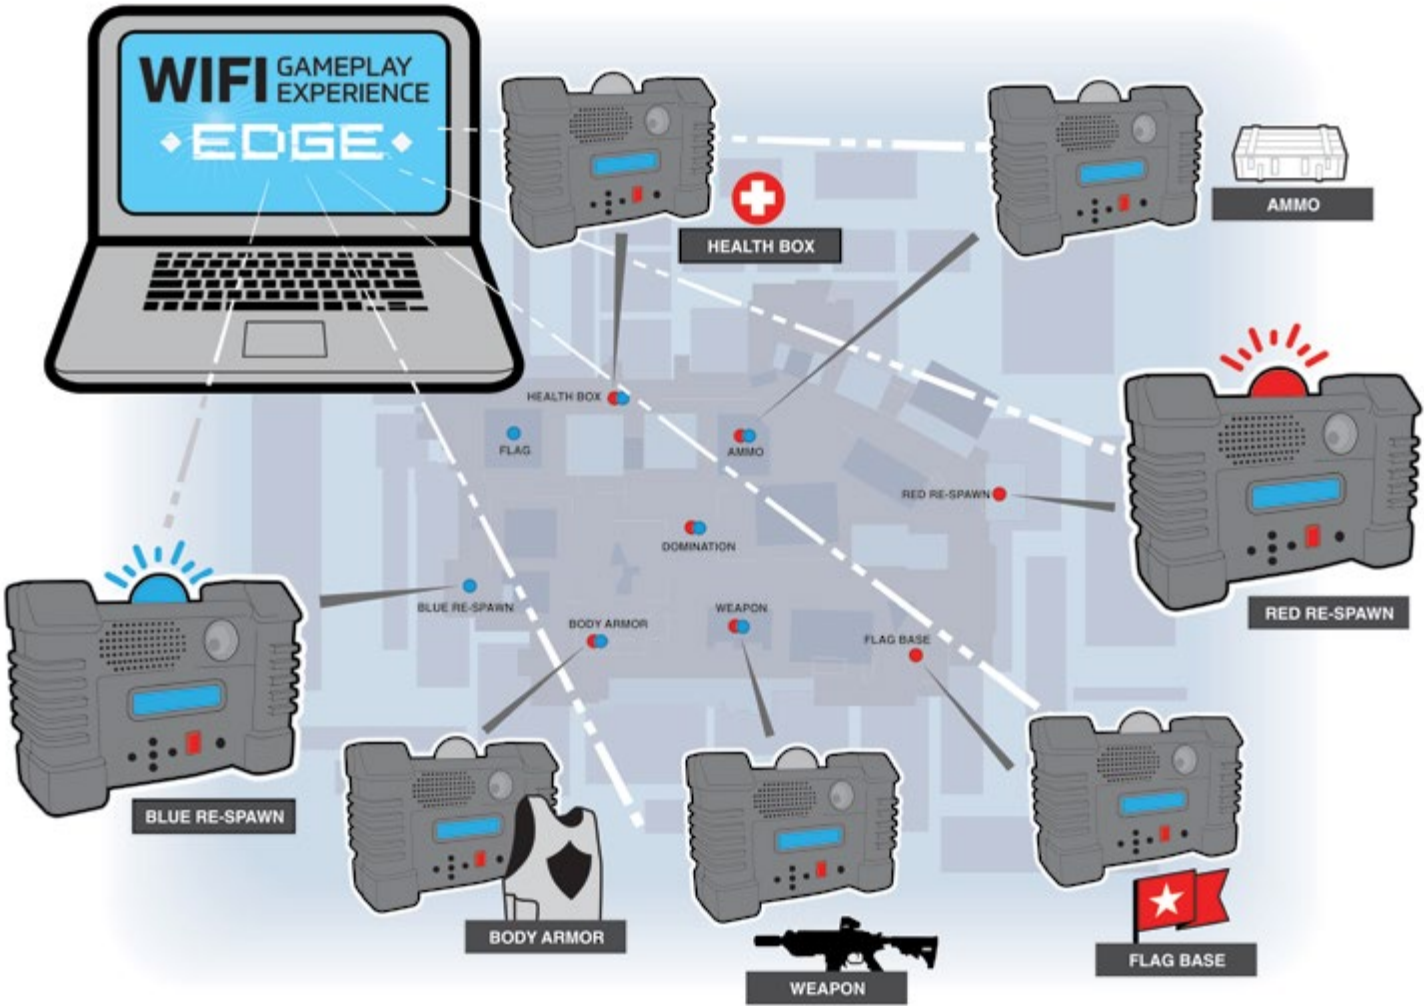 WIFI GAMEPLAY
EXPERIENCE
EDGE
HEALTH BOX
AMMO
HEALTH BOX
FLAG
AMMO
RED RE-SPAWN
DOMINATION
BLUE RE-SPAWN
WEAPON
BODY ARMOR
FLAG BASE
RED RE-SPAWN
BLUE RE-SPAWN
BODY ARMOR
WEAPON
FLAG BASE